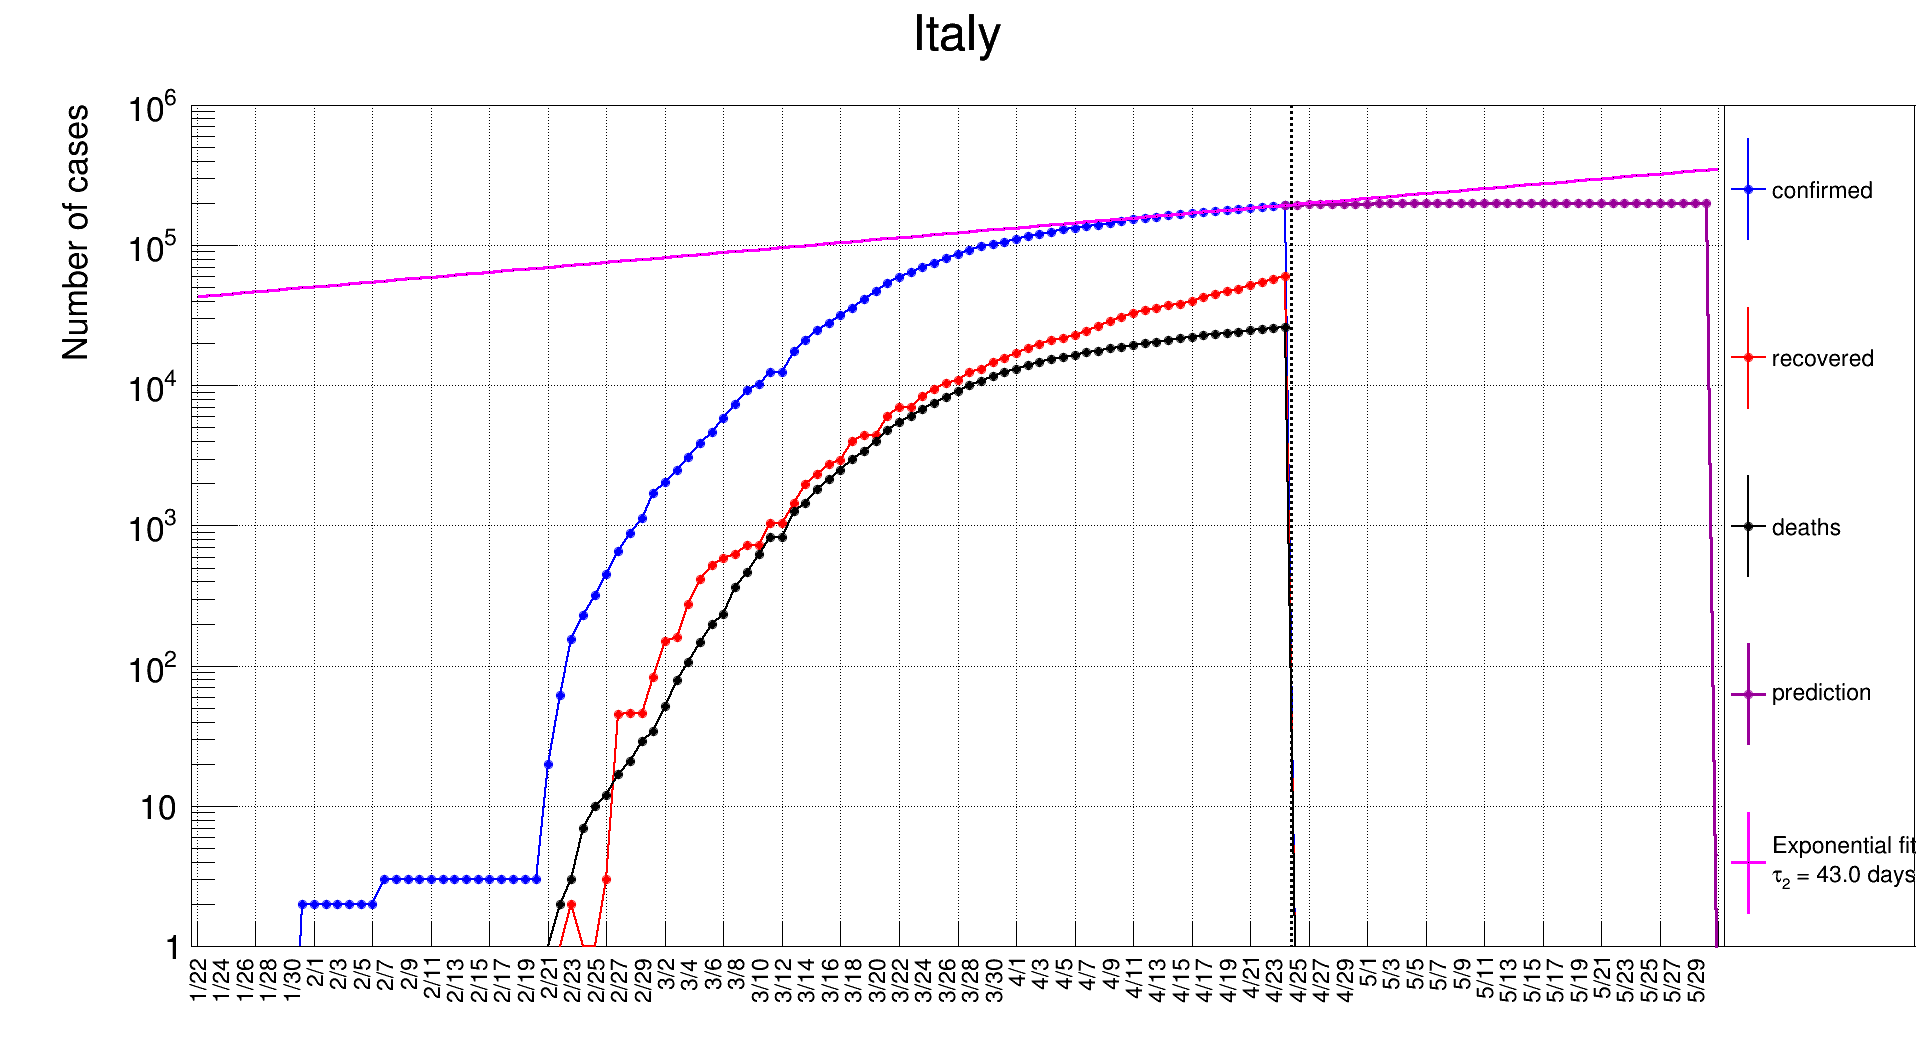 Italy
Number of cases
10^6
10^5
10^4
10^3
10^2
10
1
1/22 1/24 1/26 1/28 1/30 2/1 2/3 2/5 2/7 2/9 2/11 2/13 2/15 2/17 2/19 2/21 2/23 2/25 2/27 2/29 3/2 3/4 3/6 3/8 3/10 3/12 3/14 3/16 3/18 3/20 3/22 3/24 3/26 3/28 3/30 4/1 4/3 4/5 4/7 4/9 4/11 4/13 4/15 4/17 4/19 4/21 4/23 4/25 4/27 4/29 5/1 5/3 5/5 5/7 5/9 5/11 5/13 5/15 5/17 5/19 5/21 5/23 5/25 5/27 5/29
confirmed
recovered
deaths
prediction
Exponential fit
τ₂ = 43.0 days